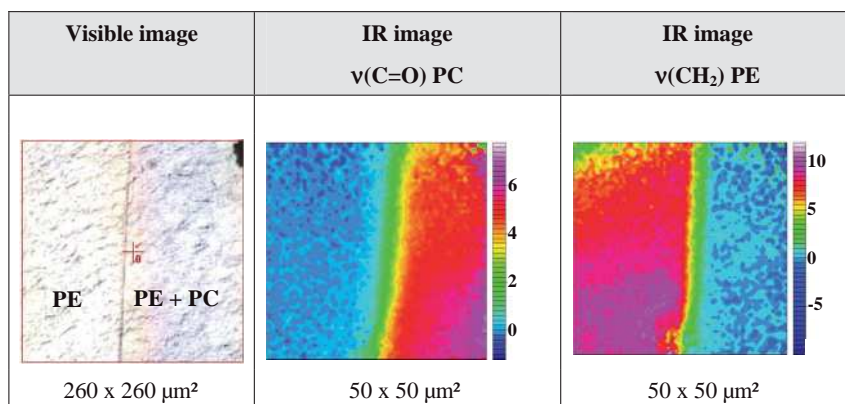 Visible image
IR image
ν(C=O) PC
IR image
ν(CH₂) PE
PE
PE + PC
6
4
2
0
10
5
0
-5
260 x 260 µm²
50 x 50 µm²
50 x 50 µm²